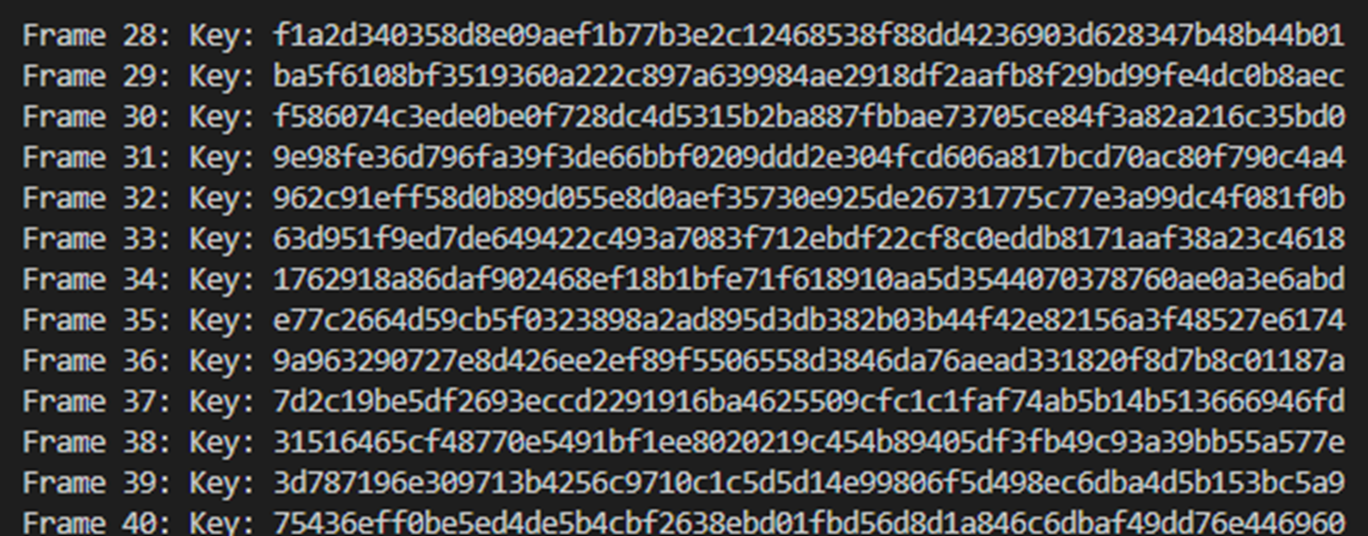 Frame 28: Key: f1a2d340358d8e09aef1b77b3e2c12468538f88dd4236903d628347b48b44b01
Frame 29: Key: ba5f6108bf3519360a222c897a639984ae2918df2aafb8f29bd99fe4dc0b8aec
Frame 30: Key: f586074c3ede0be0f728dc4d5315b2ba887fbbae73705ce84f3a82a216c35bd0
Frame 31: Key: 9e98fe36d796fa39f3de66bbf0209ddd2e304fcd606a817bcd70ac80f790c4a4
Frame 32: Key: 962c91eff58d0b89d055e8d0aef35730e925de26731775c77e3a99dc4f081f0b
Frame 33: Key: 63d951f9ed7de649422c493a7083f712ebdf22cf8c0eddb8171aaf38a23c4618
Frame 34: Key: 1762918a86daf902468ef18b1bfe71f618910aa5d3544070378760ae0a3e6abd
Frame 35: Key: e77c2664d59cb5f0323898a2ad895d3db382b03b44f42e82156a3f48527e6174
Frame 36: Key: 9a963290727e8d426ee2ef89f5506558d3846da76aead331820f8d7b8c01187a
Frame 37: Key: 7d2c19be5df2693eccd2291916ba4625509cfc1c1faf74ab5b14b513666946fd
Frame 38: Key: 31516465cf48770e5491bf1ee8020219c454b89405df3fb49c93a39bb55a577e
Frame 39: Key: 3d787196e309713b4256c9710c1c5d5d14e99806f5d498ec6dba4d5b153bc5a9
Frame 40: Key: 75436eff0be5ed4de5b4cbf2638ebd01fbd56d8d1a846c6dbaf49dd76e446960